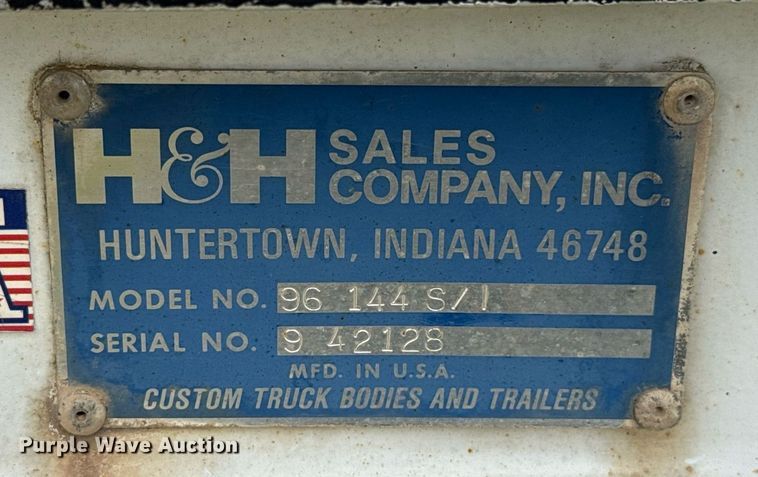 H&H SALES
COMPANY, INC.
HUNTERTOWN, INDIANA 46748
MODEL NO. 96 144 S/1
SERIAL NO. 9 42128
MFD. IN U.S.A.
CUSTOM TRUCK BODIES AND TRAILERS
Purple Wave Auction